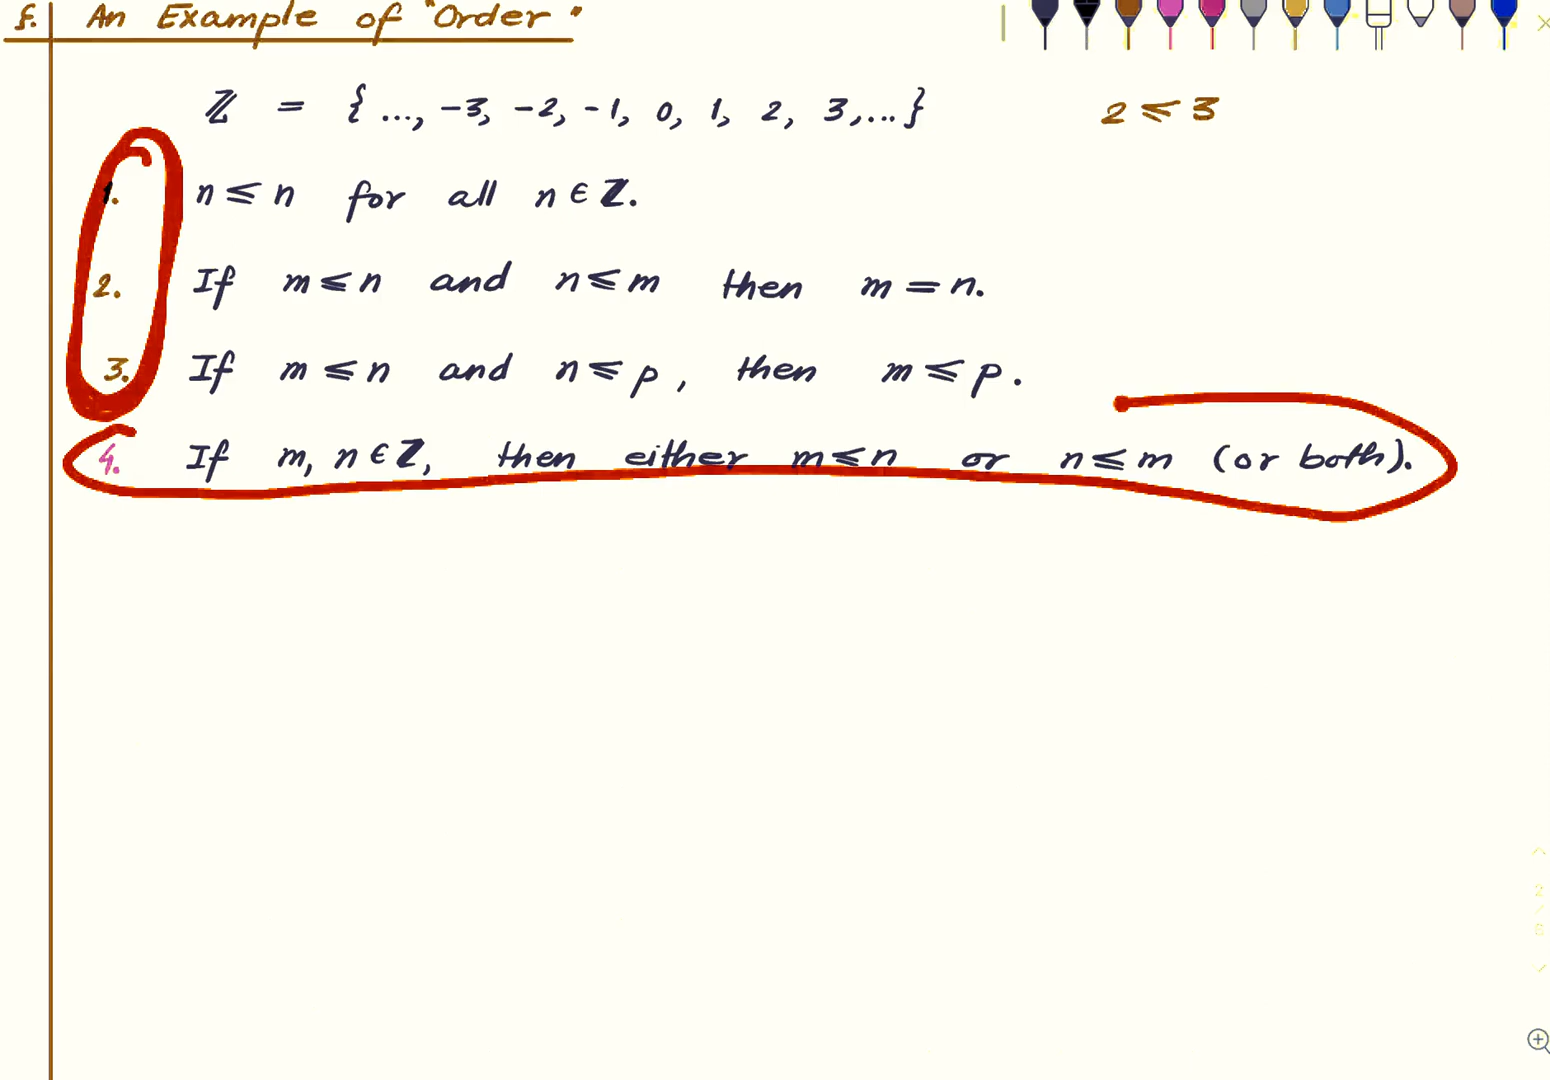 f. An Example of "Order"
ℤ = { ..., -3, -2, -1, 0, 1, 2, 3, ... } 2 ⩽ 3
1. n ⩽ n for all n ∈ ℤ.
2. If m ⩽ n and n ⩽ m then m = n.
3. If m ⩽ n and n ⩽ p, then m ⩽ p.
4. If m, n ∈ ℤ, then either m ⩽ n or n ⩽ m (or both).